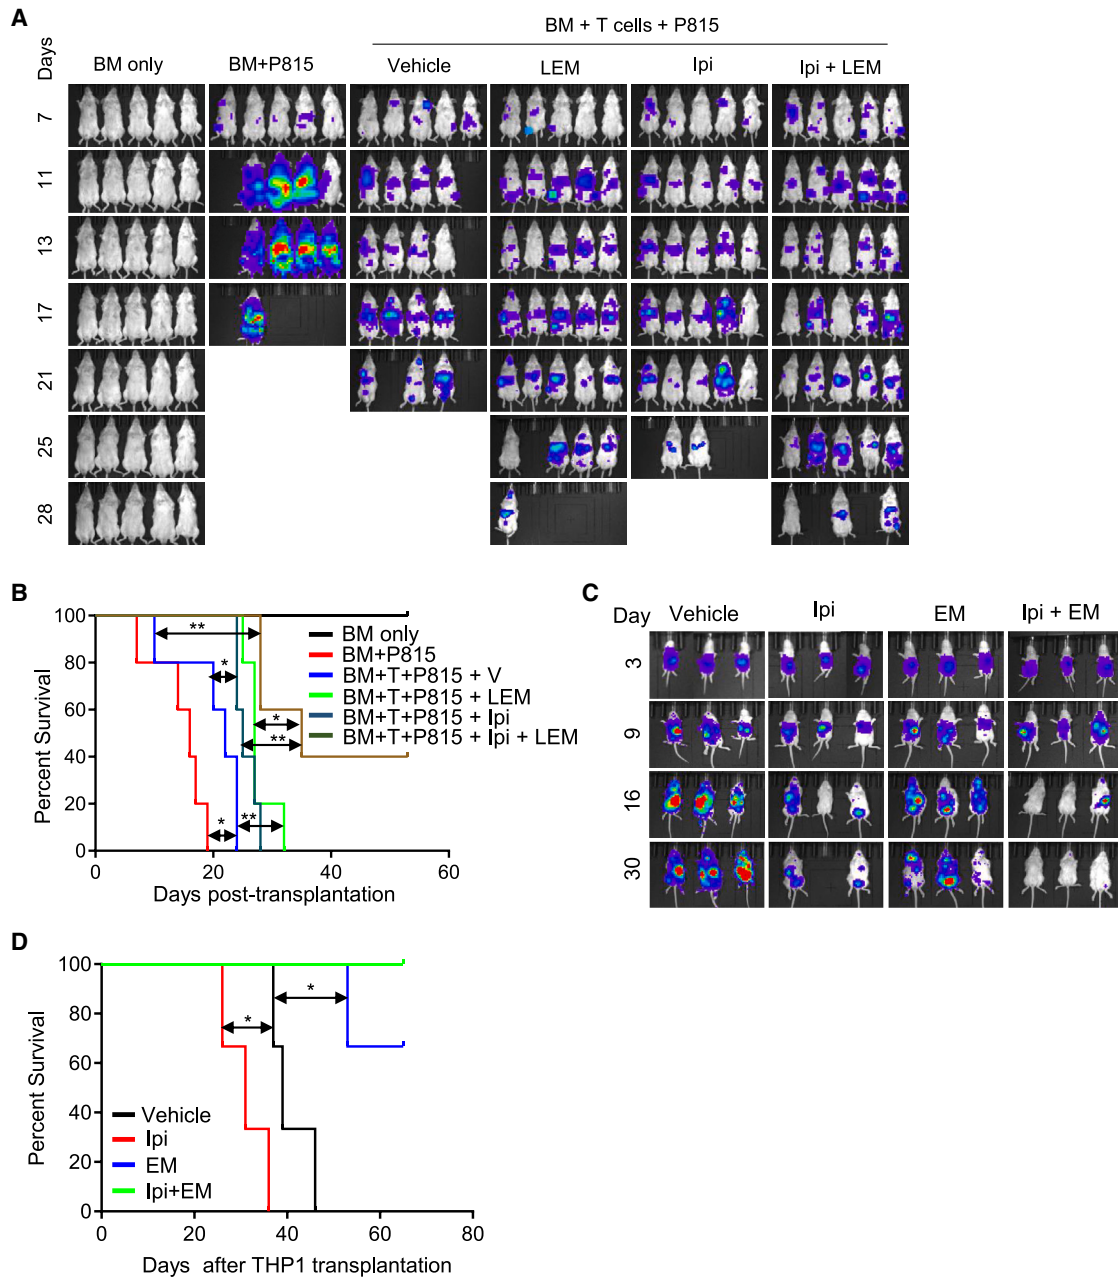 A
Days
BM + T cells + P815
BM only
BM+P815
Vehicle
LEM
Ipi
Ipi + LEM
7
11
13
17
21
25
28
B
Percent Survival
100
80
60
40
20
0
0
20
40
60
Days post-transplantation
**
*
*
**
*
**
BM only
BM+P815
BM+T+P815 + V
BM+T+P815 + LEM
BM+T+P815 + Ipi
BM+T+P815 + Ipi + LEM
C
Day
Vehicle
Ipi
EM
Ipi + EM
3
9
16
30
D
Percent Survival
100
80
60
40
20
0
0
20
40
60
80
Days after THP1 transplantation
*
*
Vehicle
Ipi
EM
Ipi+EM